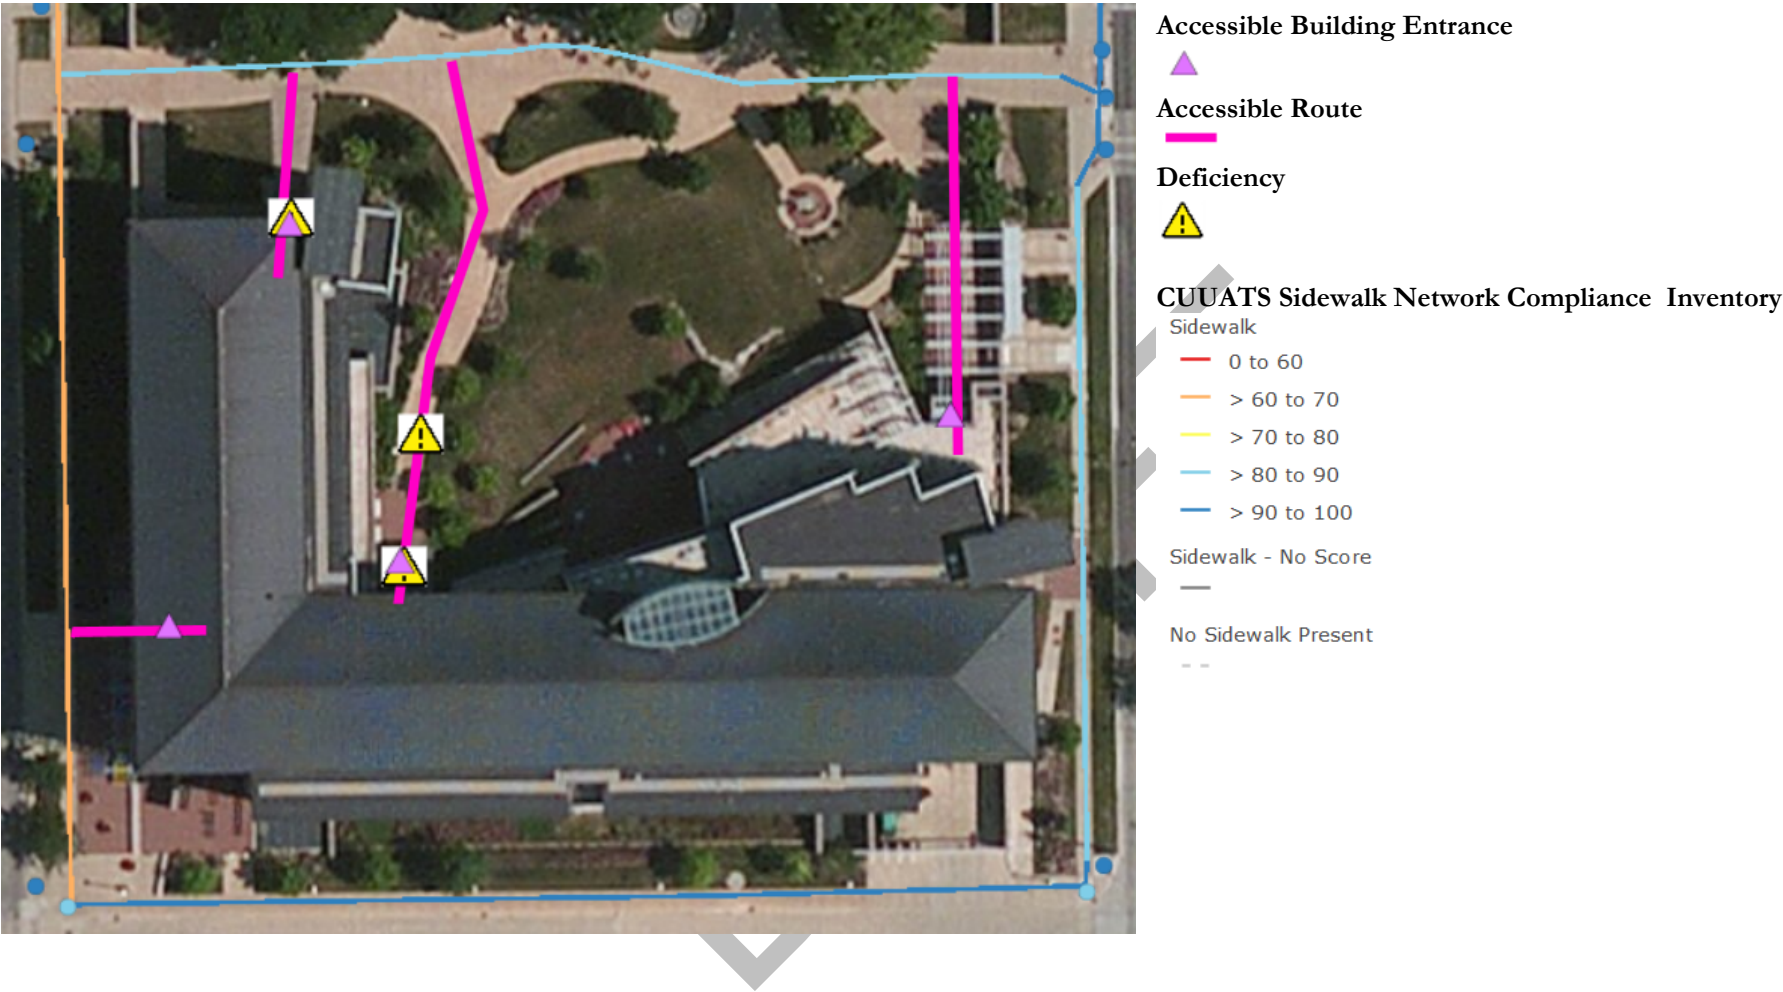 Accessible Building Entrance
Accessible Route
Deficiency
CUUATS Sidewalk Network Compliance Inventory
Sidewalk
0 to 60
> 60 to 70
> 70 to 80
> 80 to 90
> 90 to 100
Sidewalk - No Score
No Sidewalk Present